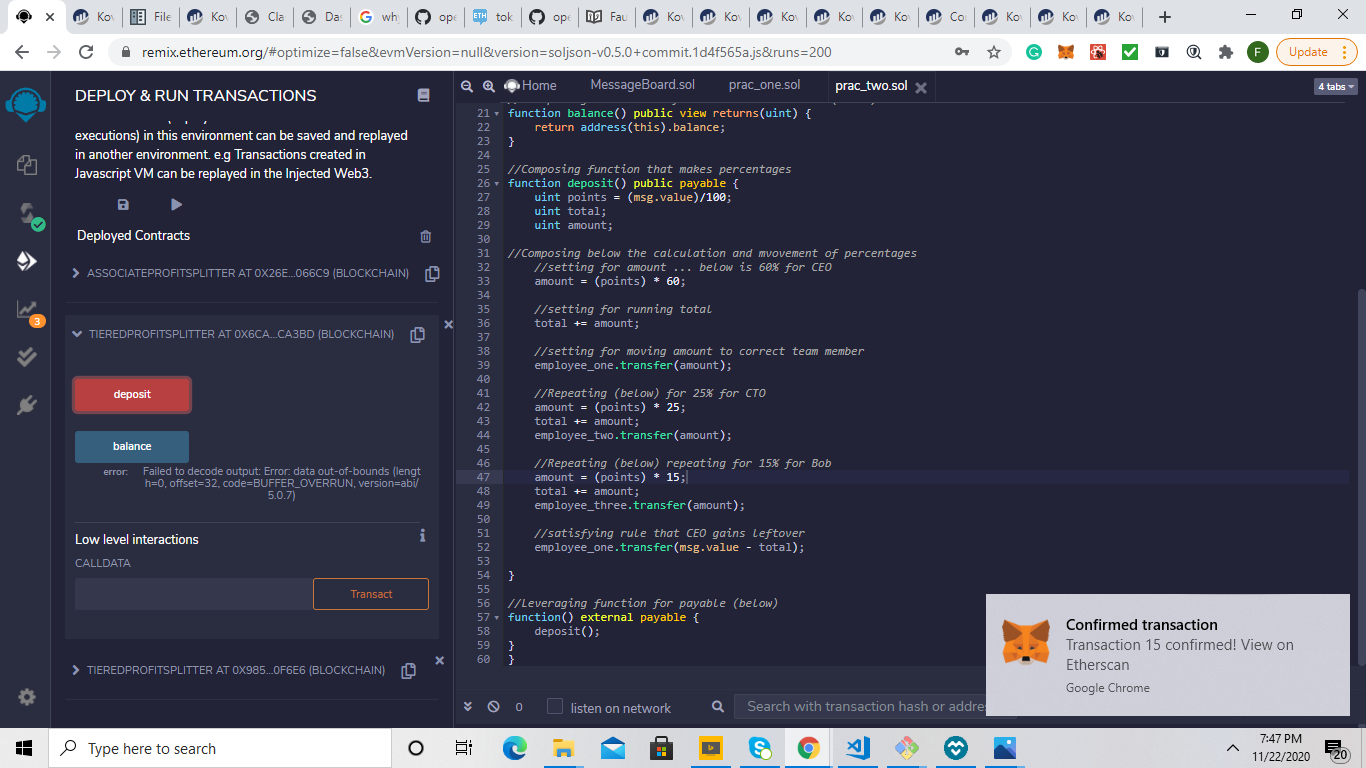 Kov
File
Kov
Cla
Das
why
ope
tok
ope
Fau
Kov
Kov
Kov
Kov
Kov
Cor
Kov
Kov
Kov
remix.ethereum.org/#optimize=false&evmVersion=null&version=soljson-v0.5.0+commit.1d4f565a.js&runs=200
F
Update
DEPLOY & RUN TRANSACTIONS
executions) in this environment can be saved and replayed
in another environment. e.g Transactions created in
Javascript VM can be replayed in the Injected Web3.
Deployed Contracts
ASSOCIATEPROFITSPLITTER AT 0X26E...066C9 (BLOCKCHAIN)
TIEREDPROFITSPLITTER AT 0X6CA...CA3BD (BLOCKCHAIN)
deposit
balance
error: Failed to decode output: Error: data out-of-bounds (lengt
h=0, offset=32, code=BUFFER_OVERRUN, version=abi/
5.0.7)
Low level interactions
i
CALLDATA
Transact
TIEREDPROFITSPLITTER AT 0X985...0F6E6 (BLOCKCHAIN)
3
Home
MessageBoard.sol
prac_one.sol
prac_two.sol
4 tabs
21 function balance() public view returns(uint) {
22 return address(this).balance;
23 }
24
25 //Composing function that makes percentages
26 function deposit() public payable {
27 uint points = (msg.value)/100;
28 uint total;
29 uint amount;
30
31 //Composing below the calculation and mvovement of percentages
32 //setting for amount ... below is 60% for CEO
33 amount = (points) * 60;
34
35 //setting for running total
36 total += amount;
37
38 //setting for moving amount to correct team member
39 employee_one.transfer(amount);
40
41 //Repeating (below) for 25% for CTO
42 amount = (points) * 25;
43 total += amount;
44 employee_two.transfer(amount);
45
46 //Repeating (below) repeating for 15% for Bob
47 amount = (points) * 15;
48 total += amount;
49 employee_three.transfer(amount);
50
51 //satisfying rule that CEO gains leftover
52 employee_one.transfer(msg.value - total);
53
54 }
55
56 //Leveraging function for payable (below)
57 function() external payable {
58 deposit();
59 }
60 }
0
listen on network
Search with transaction hash or addre
Confirmed transaction
Transaction 15 confirmed! View on
Etherscan
Google Chrome
Type here to search
7:47 PM
11/22/2020
20